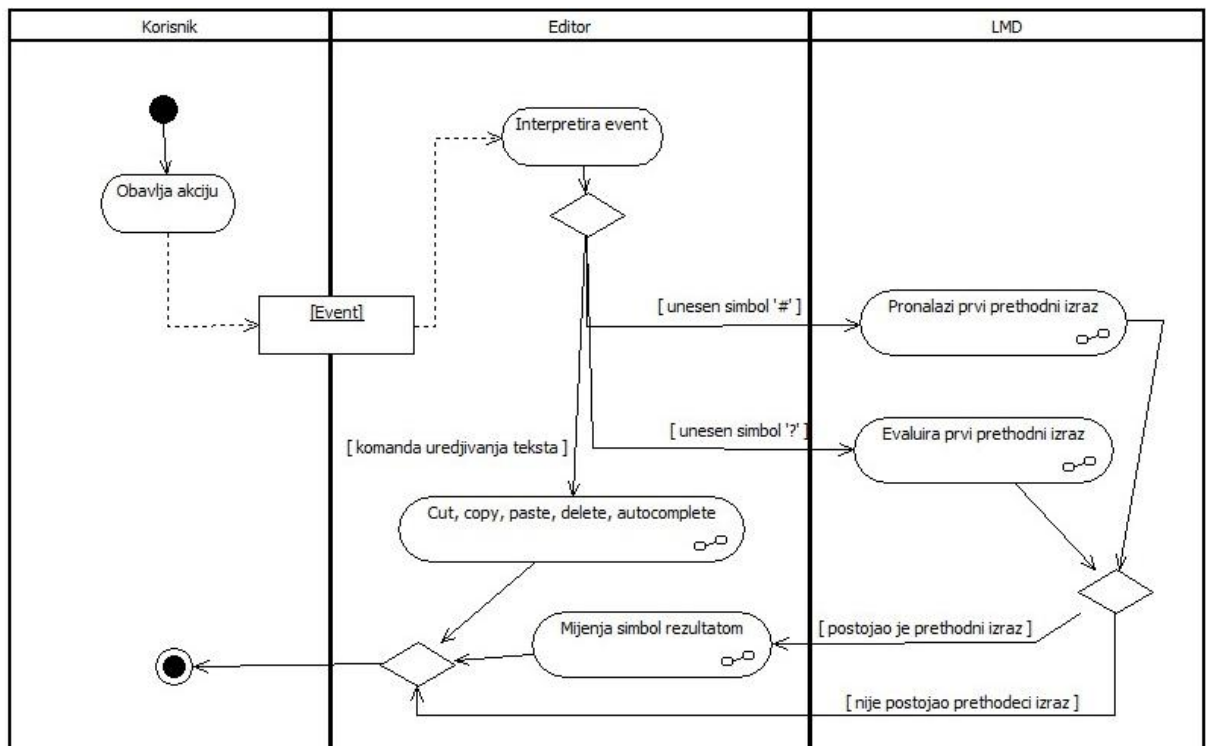 Korisnik
Editor
LMD
Interpretira event
Obavlja akciju
[Event]
[ unesen simbol '#' ]
Pronalazi prvi prethodni izraz
[ unesen simbol '?' ]
Evaluira prvi prethodni izraz
[ komanda uredjivanja teksta ]
Cut, copy, paste, delete, autocomplete
Mijenja simbol rezultatom
[ postojao je prethodni izraz ]
[ nije postojao prethodeci izraz ]